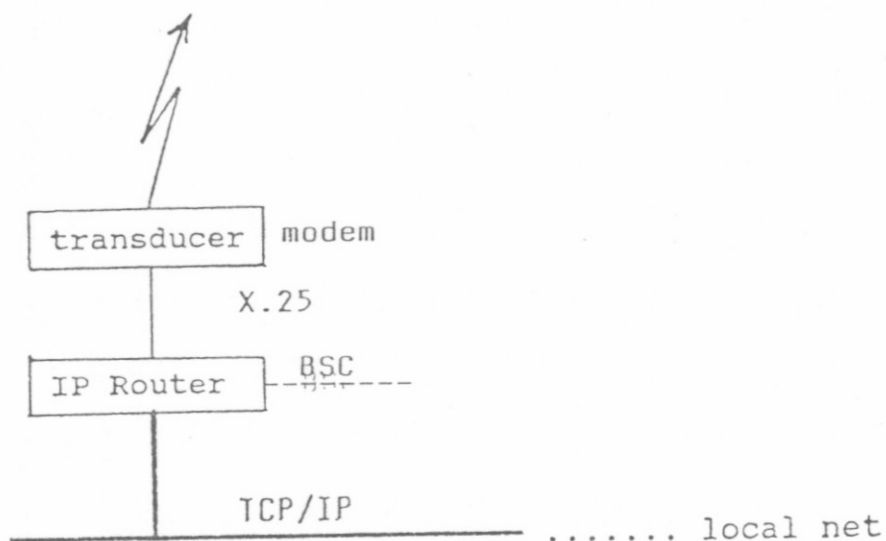 transducer modem
X.25
IP Router BSC
TCP/IP
....... local net